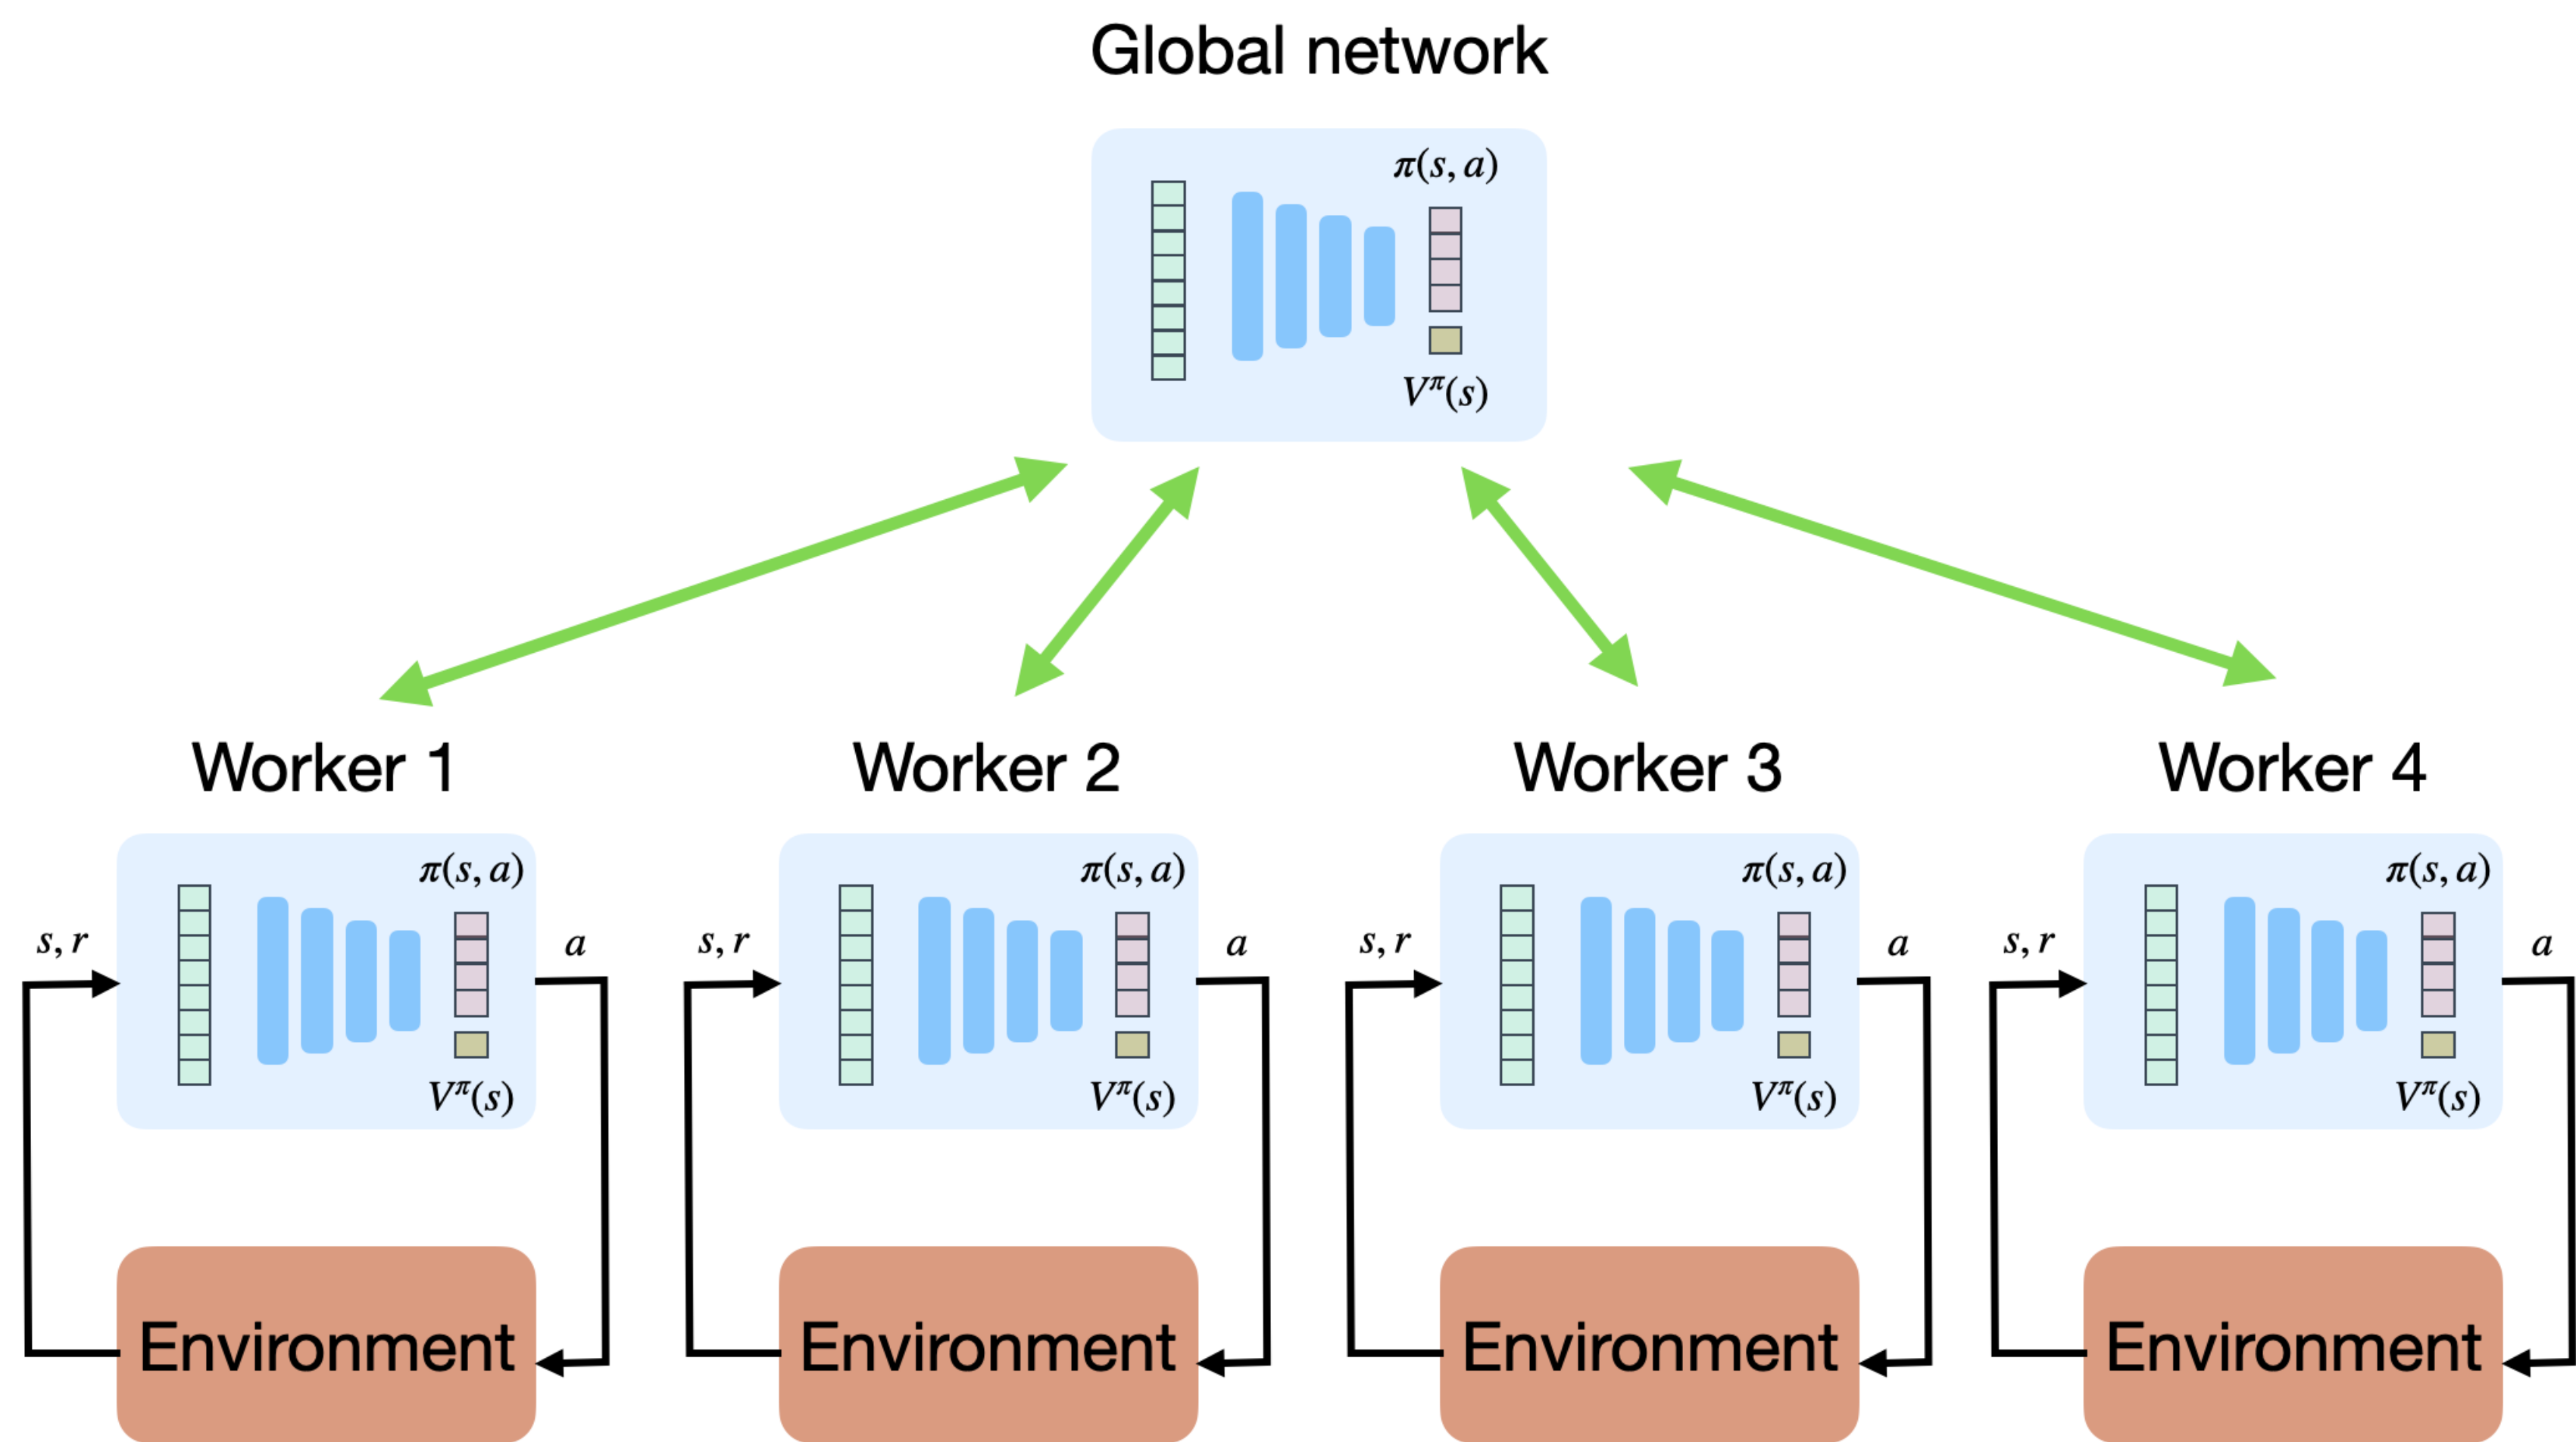 Global network
π(s, a)
V^π(s)
Worker 1
Worker 2
Worker 3
Worker 4
π(s, a)
π(s, a)
π(s, a)
π(s, a)
s, r
a
s, r
a
s, r
a
s, r
a
V^π(s)
V^π(s)
V^π(s)
V^π(s)
Environment
Environment
Environment
Environment